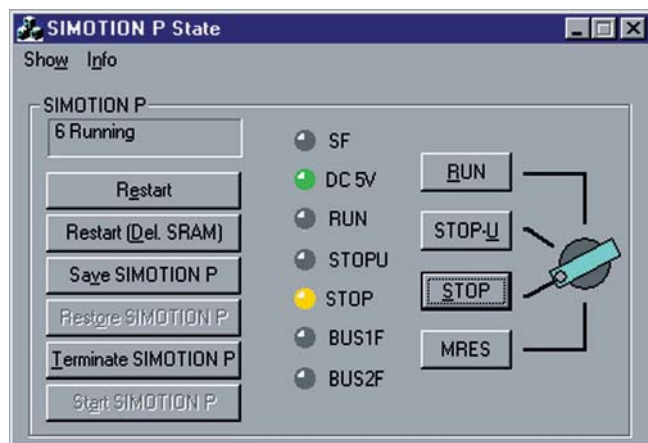 SIMOTION P State
Show Info
SIMOTION P
6 Running
Restart
Restart (Del. SRAM)
Save SIMOTION P
Restore SIMOTION P
Terminate SIMOTION P
Start SIMOTION P
SF
DC 5V
RUN
STOPU
STOP
BUS1F
BUS2F
RUN
STOP-U
STOP
MRES